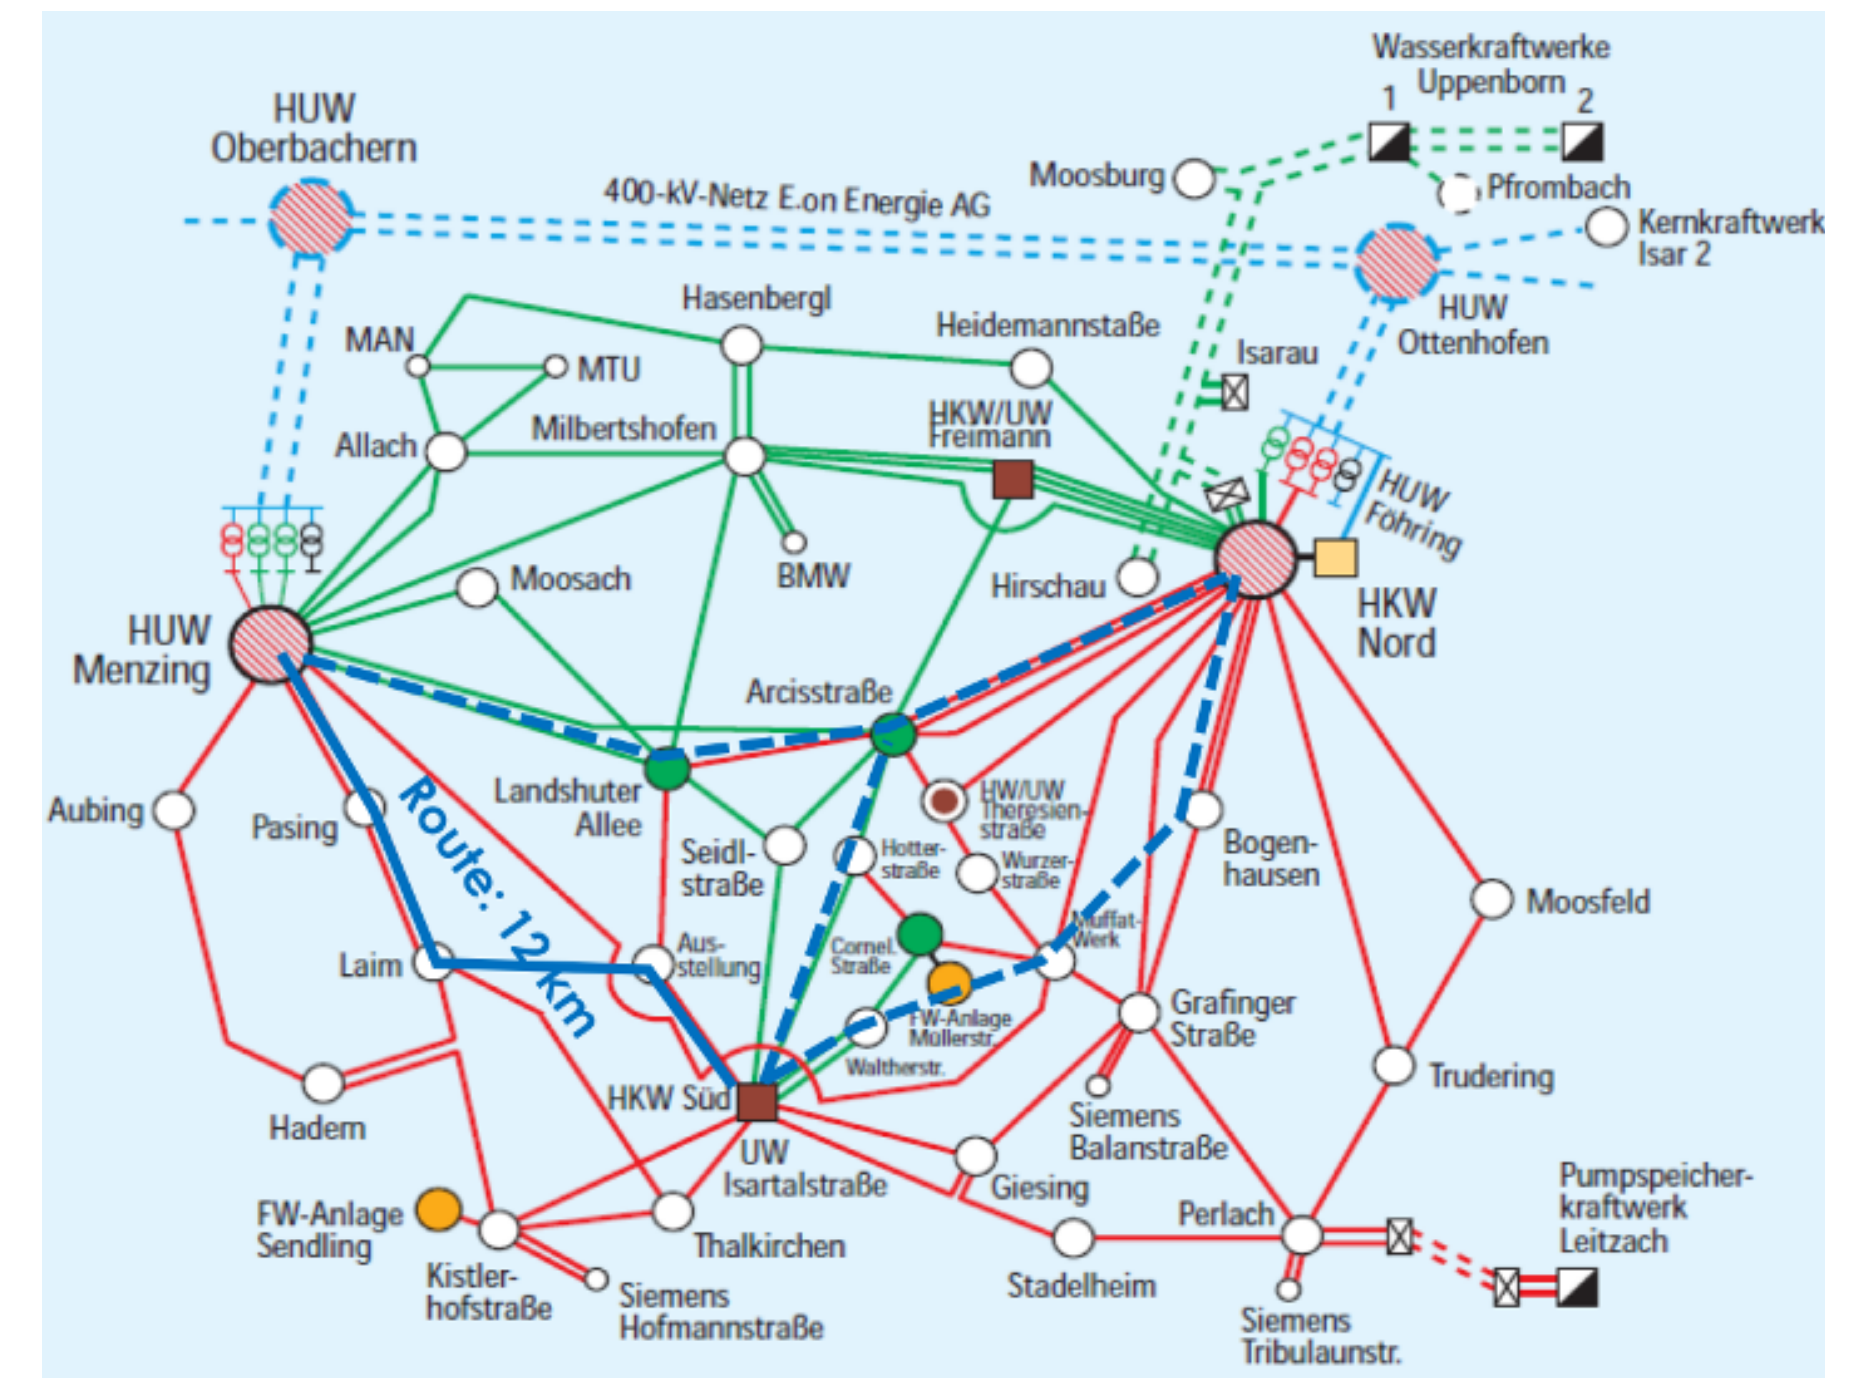 Wasserkraftwerke
Uppenborn
1
2
HUW
Oberbachern
400-kV-Netz E.on Energie AG
Moosburg
Pfrombach
Kernkraftwerk
Isar 2
HUW
Ottenhofen
Hasenbergl
Heidemannstaße
Isarau
MAN
MTU
HKW/UW
Freimann
Milbertshofen
Allach
HUW
Föhring
Moosach
BMW
Hirschau
HKW
Nord
HUW
Menzing
Arcisstraße
Landshuter
Allee
HW/UW
Theresien-
straße
Aubing
Pasing
Route: 12 km
Seidl-
straße
Hotter-
straße
Wurzer-
straße
Bogen-
hausen
Moosfeld
Laim
Aus-
stellung
Cornel.
Straße
Muffat-
Werk
Grafinger
Straße
FW-Anlage
Müllerstr.
Waltherstr.
Trudering
Hadern
HKW Süd
UW
Isartalstraße
Siemens
Balanstraße
Giesing
Pumpspeicher-
kraftwerk
Leitzach
FW-Anlage
Sendling
Thalkirchen
Perlach
Kistler-
hofstraße
Siemens
Hofmannstraße
Stadelheim
Siemens
Tribulaunstr.